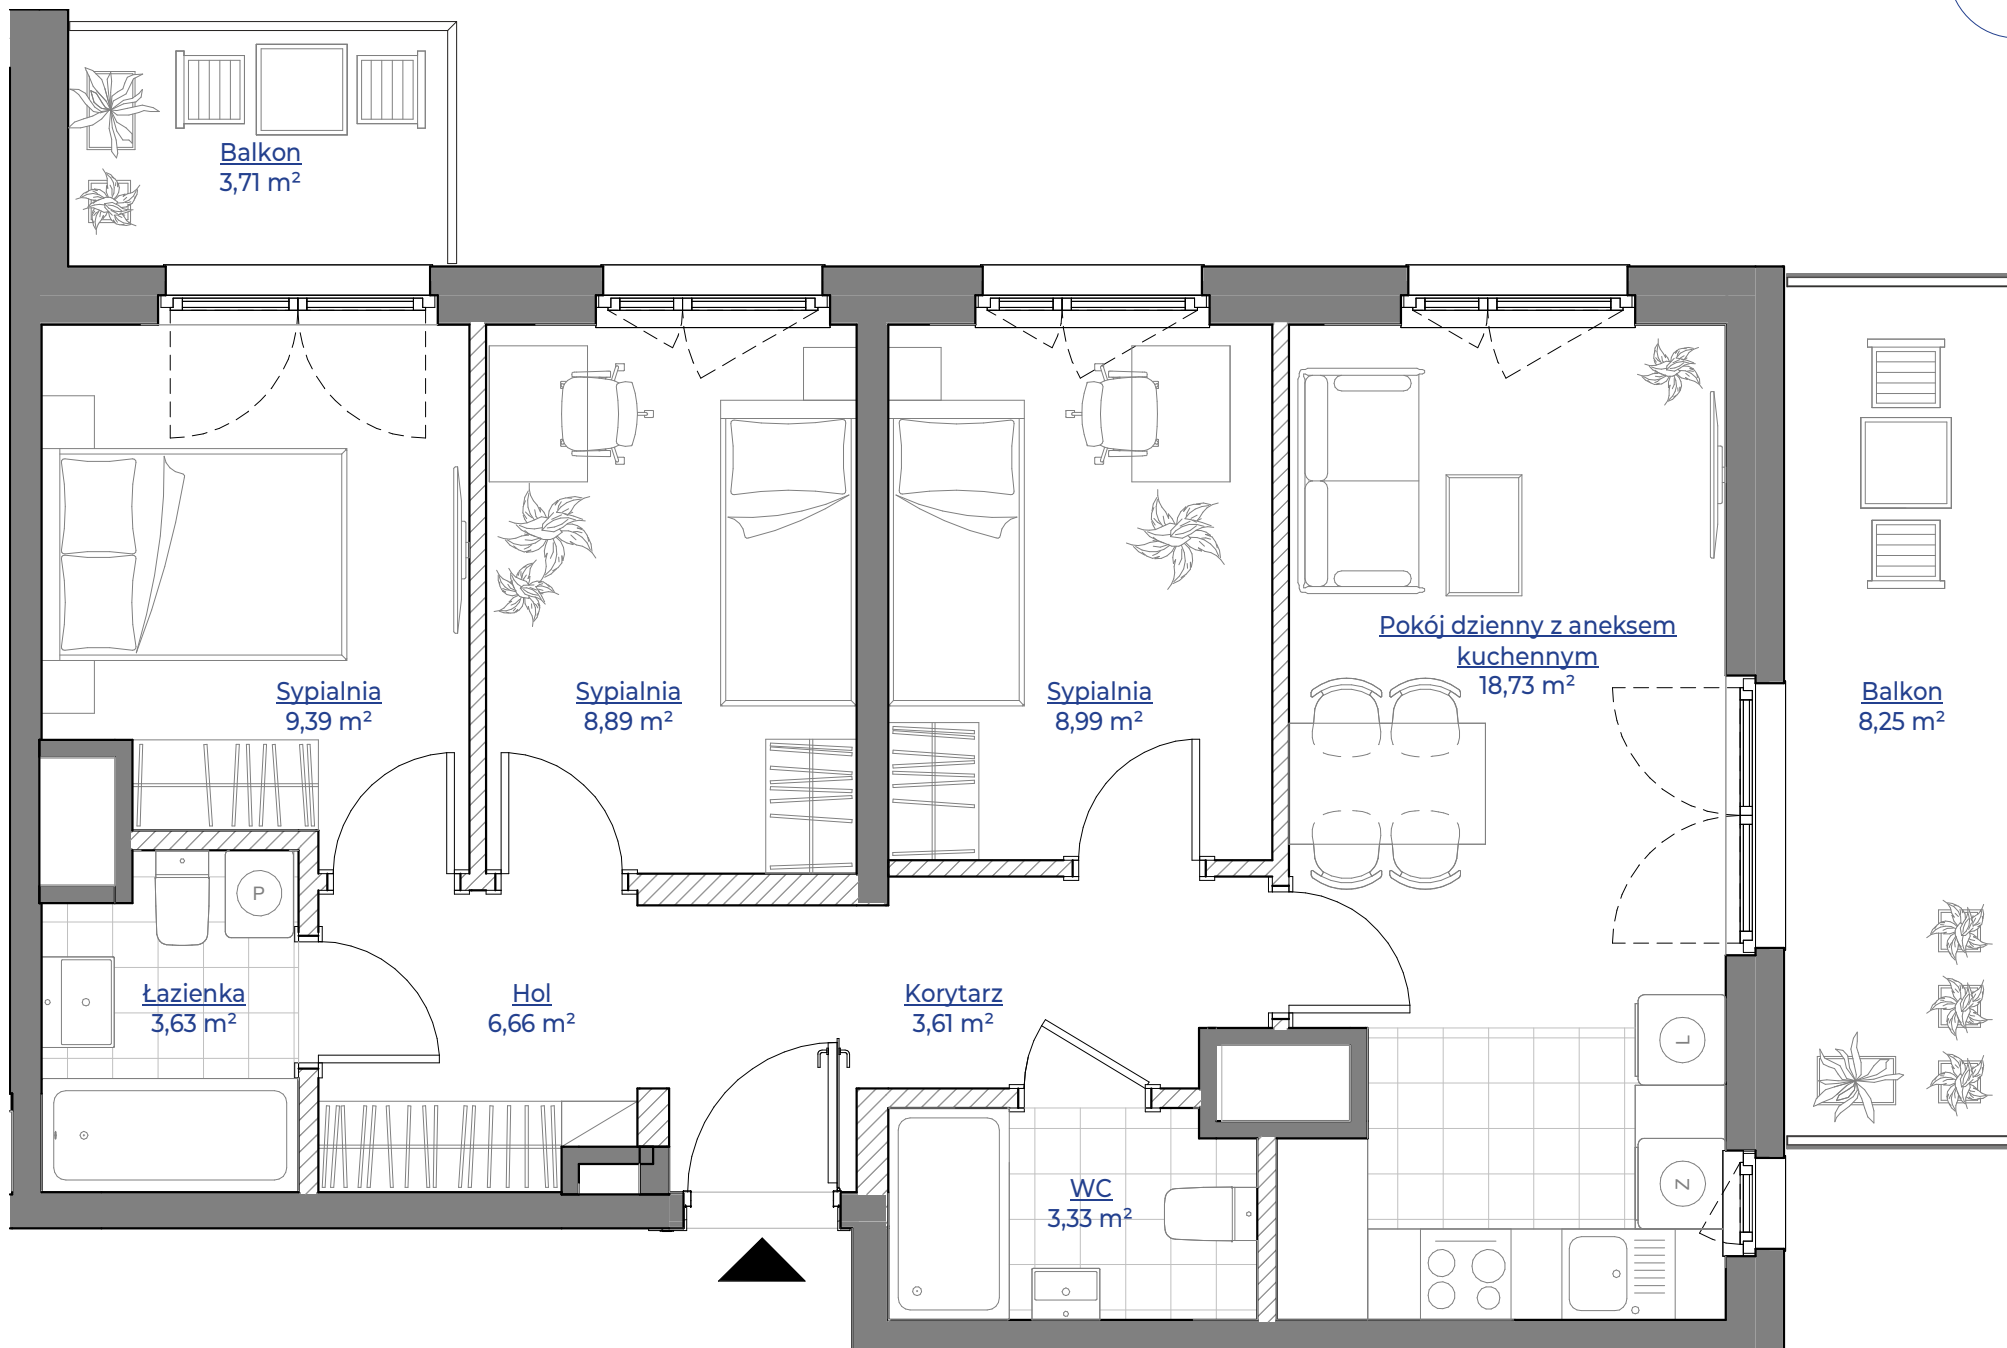 Balkon
3,71 m²
Sypialnia
9,39 m²
Sypialnia
8,89 m²
Sypialnia
8,99 m²
Pokój dzienny z aneksem
kuchennym
18,73 m²
Balkon
8,25 m²
P
Łazienka
3,63 m²
Hol
6,66 m²
Korytarz
3,61 m²
L
Z
WC
3,33 m²